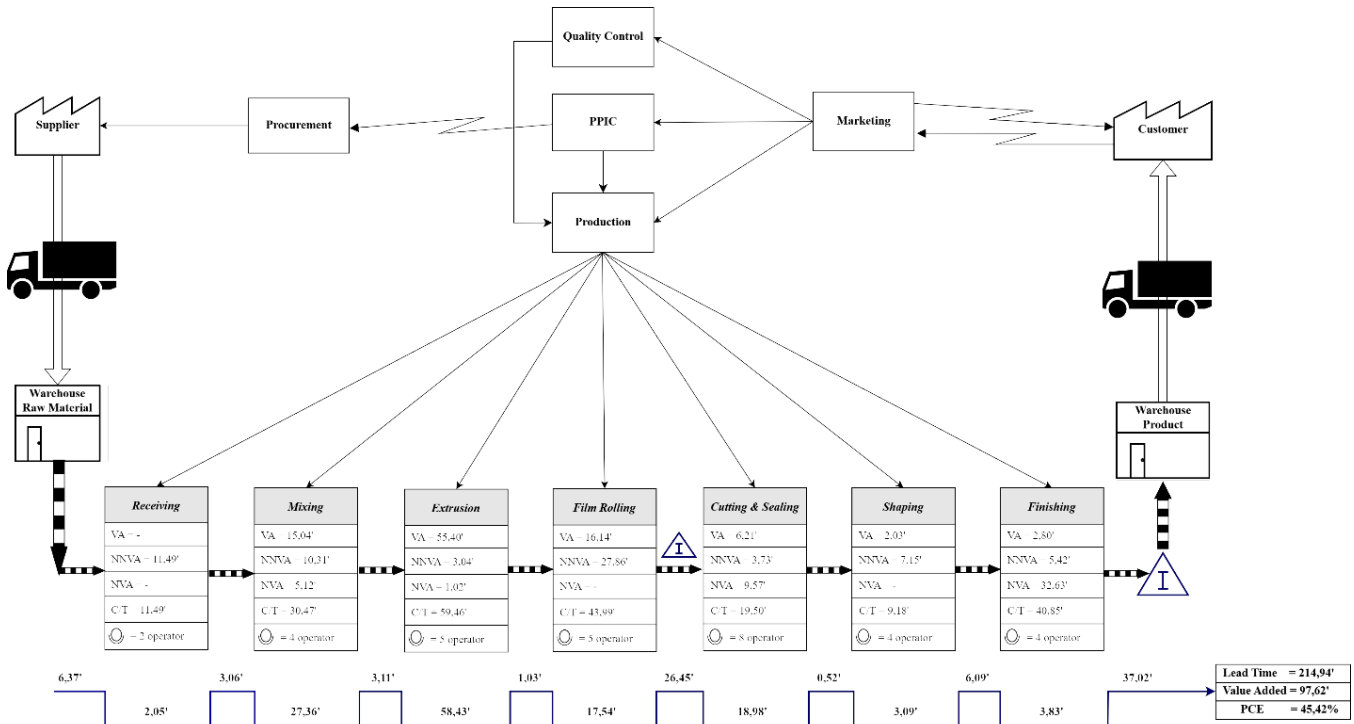 Quality Control
Supplier
Procurement
PPIC
Marketing
Customer
Production
Warehouse
Raw Material
Warehouse
Product
Receiving
VA = -
NNVA = 11.49'
NVA = -
C/T = 11.49'
= 2 operator
Mixing
VA = 15,04'
NNVA = 10,31'
NVA = 5.12'
C/T = 30.47'
= 4 operator
Extrusion
VA = 55.40'
NNVA = 3.04'
NVA = 1.02'
C/T = 59.46'
= 5 operator
Film Rolling
VA = 16.14'
NNVA = 27.86'
NVA = -
C/T = 43,99'
= 5 operator
I
Cutting & Sealing
VA = 6.21'
NNVA = 3,73'
NVA = 9.57'
C/T = 19.50'
= 8 operator
Shaping
VA = 2.03'
NNVA = 7.15'
NVA = -
C/T = 9.18'
= 4 operator
Finishing
VA = 2.80'
NNVA = 5.42'
NVA = 32.63'
C/T = 40.85'
= 4 operator
I
6,37' 3,06' 3,11' 1,03' 26,45' 0,52' 6,09' 37,02'
2,05' 27,36' 58,43' 17,54' 18,98' 3,09' 3,83'
Lead Time = 214,94'
Value Added = 97,62'
PCE = 45,42%